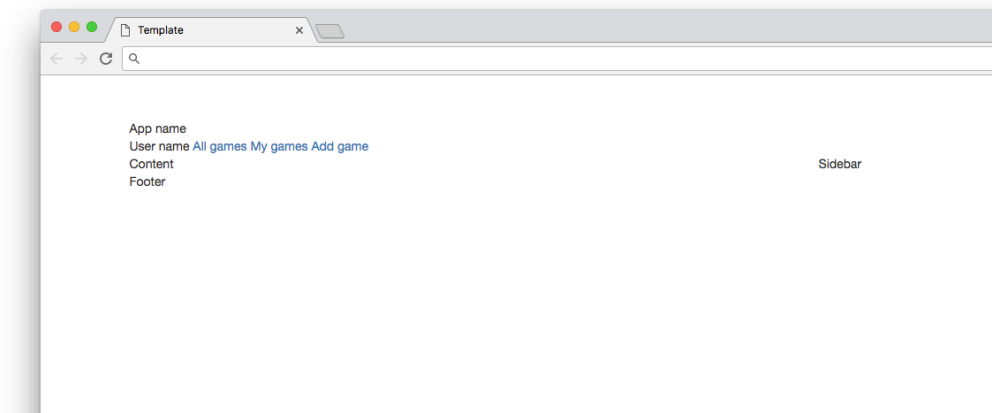 Template
App name
User name All games My games Add game
Content Sidebar
Footer